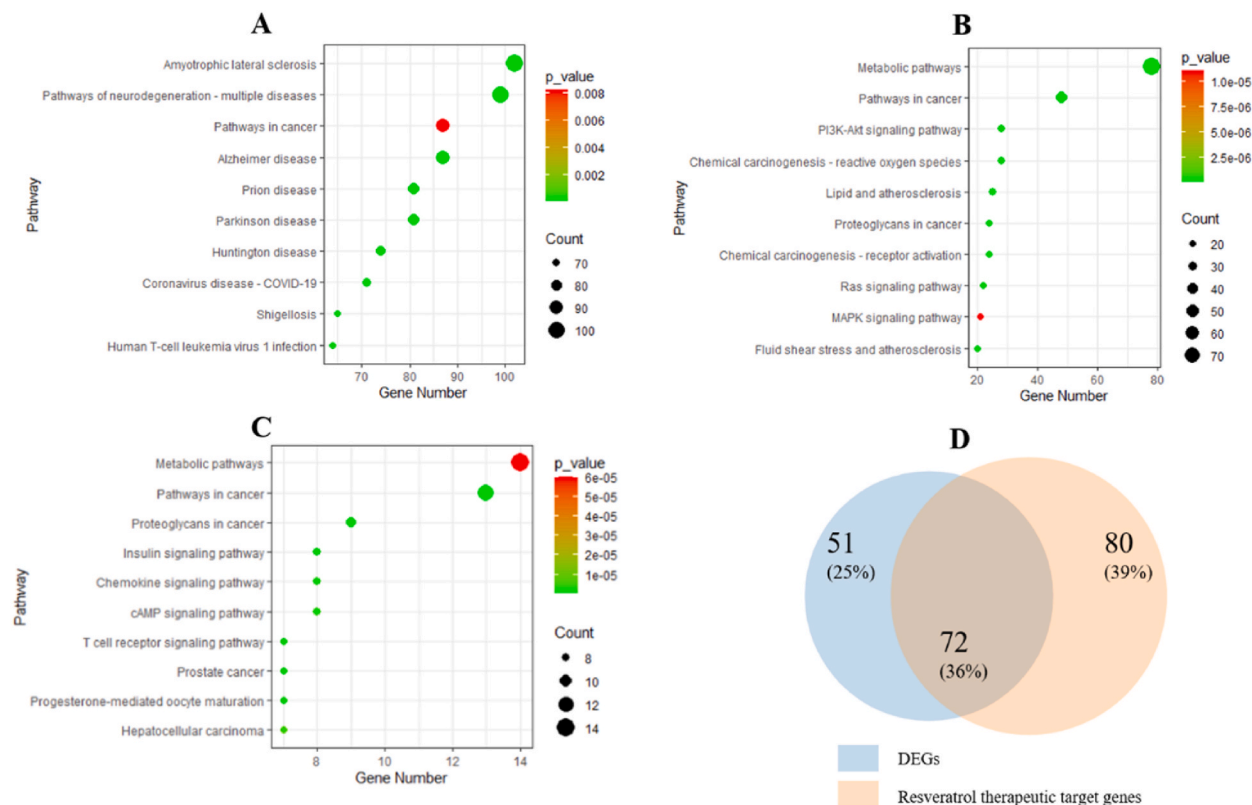 A
Pathway
Amyotrophic lateral sclerosis
Pathways of neurodegeneration - multiple diseases
Pathways in cancer
Alzheimer disease
Prion disease
Parkinson disease
Huntington disease
Coronavirus disease - COVID-19
Shigellosis
Human T-cell leukemia virus 1 infection
70 80 90 100
Gene Number
p_value
0.008
0.006
0.004
0.002
Count
70
80
90
100
B
Pathway
Metabolic pathways
Pathways in cancer
PI3K-Akt signaling pathway
Chemical carcinogenesis - reactive oxygen species
Lipid and atherosclerosis
Proteoglycans in cancer
Chemical carcinogenesis - receptor activation
Ras signaling pathway
MAPK signaling pathway
Fluid shear stress and atherosclerosis
20 40 60 80
Gene Number
p_value
1.0e-05
7.5e-06
5.0e-06
2.5e-06
Count
20
30
40
50
60
70
C
Pathway
Metabolic pathways
Pathways in cancer
Proteoglycans in cancer
Insulin signaling pathway
Chemokine signaling pathway
cAMP signaling pathway
T cell receptor signaling pathway
Prostate cancer
Progesterone-mediated oocyte maturation
Hepatocellular carcinoma
8 10 12 14
Gene Number
p_value
6e-05
5e-05
4e-05
3e-05
2e-05
1e-05
Count
8
10
12
14
D
51
(25%)
80
(39%)
72
(36%)
DEGs
Resveratrol therapeutic target genes